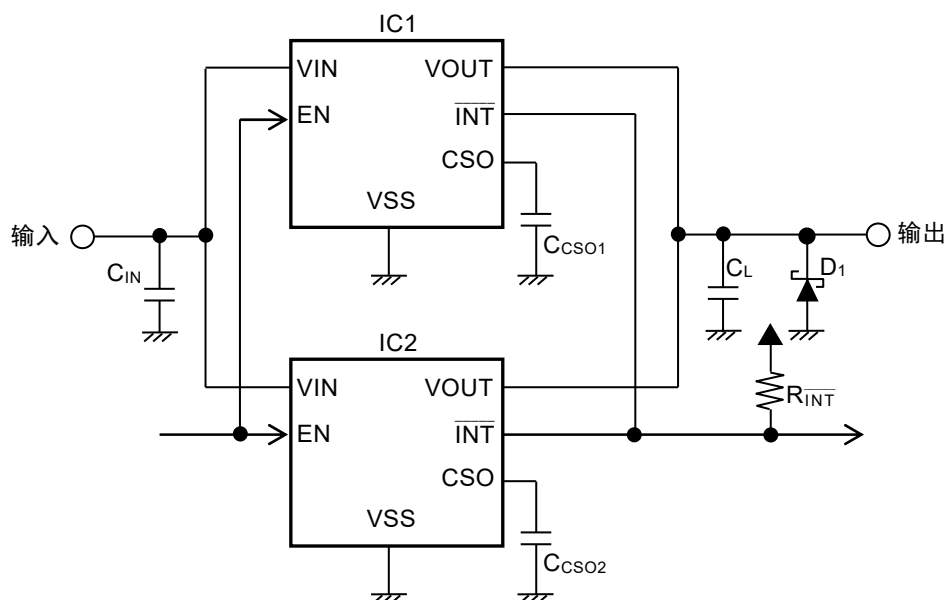 IC1
VIN
VOUT
EN
INT
CSO
VSS
CCSO1
输入
CIN
输出
CL
D1
IC2
VIN
VOUT
RINT
EN
INT
CSO
VSS
CCSO2